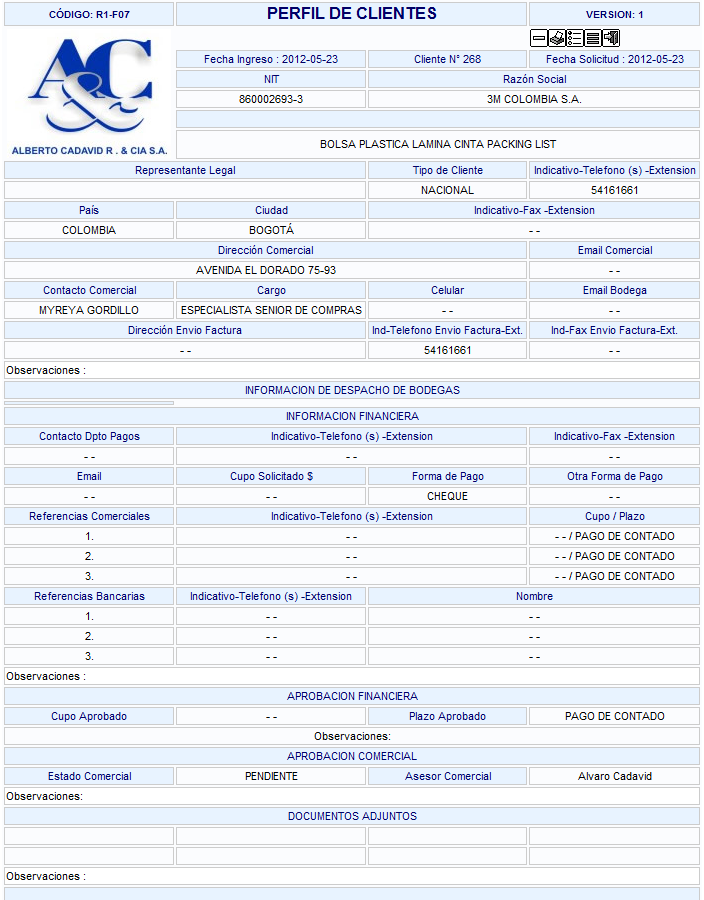 CÓDIGO: R1-F07 PERFIL DE CLIENTES VERSION: 1
A&C
ALBERTO CADAVID R . & CIA S.A.
Fecha Ingreso : 2012-05-23 Cliente N° 268 Fecha Solicitud : 2012-05-23
NIT Razón Social
860002693-3 3M COLOMBIA S.A.
BOLSA PLASTICA LAMINA CINTA PACKING LIST
Representante Legal Tipo de Cliente Indicativo-Telefono (s) -Extension
NACIONAL 54161661
País Ciudad Indicativo-Fax -Extension
COLOMBIA BOGOTÁ - -
Dirección Comercial Email Comercial
AVENIDA EL DORADO 75-93 - -
Contacto Comercial Cargo Celular Email Bodega
MYREYA GORDILLO ESPECIALISTA SENIOR DE COMPRAS - - - -
Dirección Envio Factura Ind-Telefono Envio Factura-Ext. Ind-Fax Envio Factura-Ext.
- - 54161661 - -
Observaciones :
INFORMACION DE DESPACHO DE BODEGAS
INFORMACION FINANCIERA
Contacto Dpto Pagos Indicativo-Telefono (s) -Extension Indicativo-Fax -Extension
- - - - - -
Email Cupo Solicitado $ Forma de Pago Otra Forma de Pago
- - - - CHEQUE - -
Referencias Comerciales Indicativo-Telefono (s) -Extension Cupo / Plazo
1. - - - - / PAGO DE CONTADO
2. - - - - / PAGO DE CONTADO
3. - - - - / PAGO DE CONTADO
Referencias Bancarias Indicativo-Telefono (s) -Extension Nombre
1. - - - -
2. - - - -
3. - - - -
Observaciones :
APROBACION FINANCIERA
Cupo Aprobado - - Plazo Aprobado PAGO DE CONTADO
Observaciones:
APROBACION COMERCIAL
Estado Comercial PENDIENTE Asesor Comercial Alvaro Cadavid
Observaciones:
DOCUMENTOS ADJUNTOS
Observaciones :